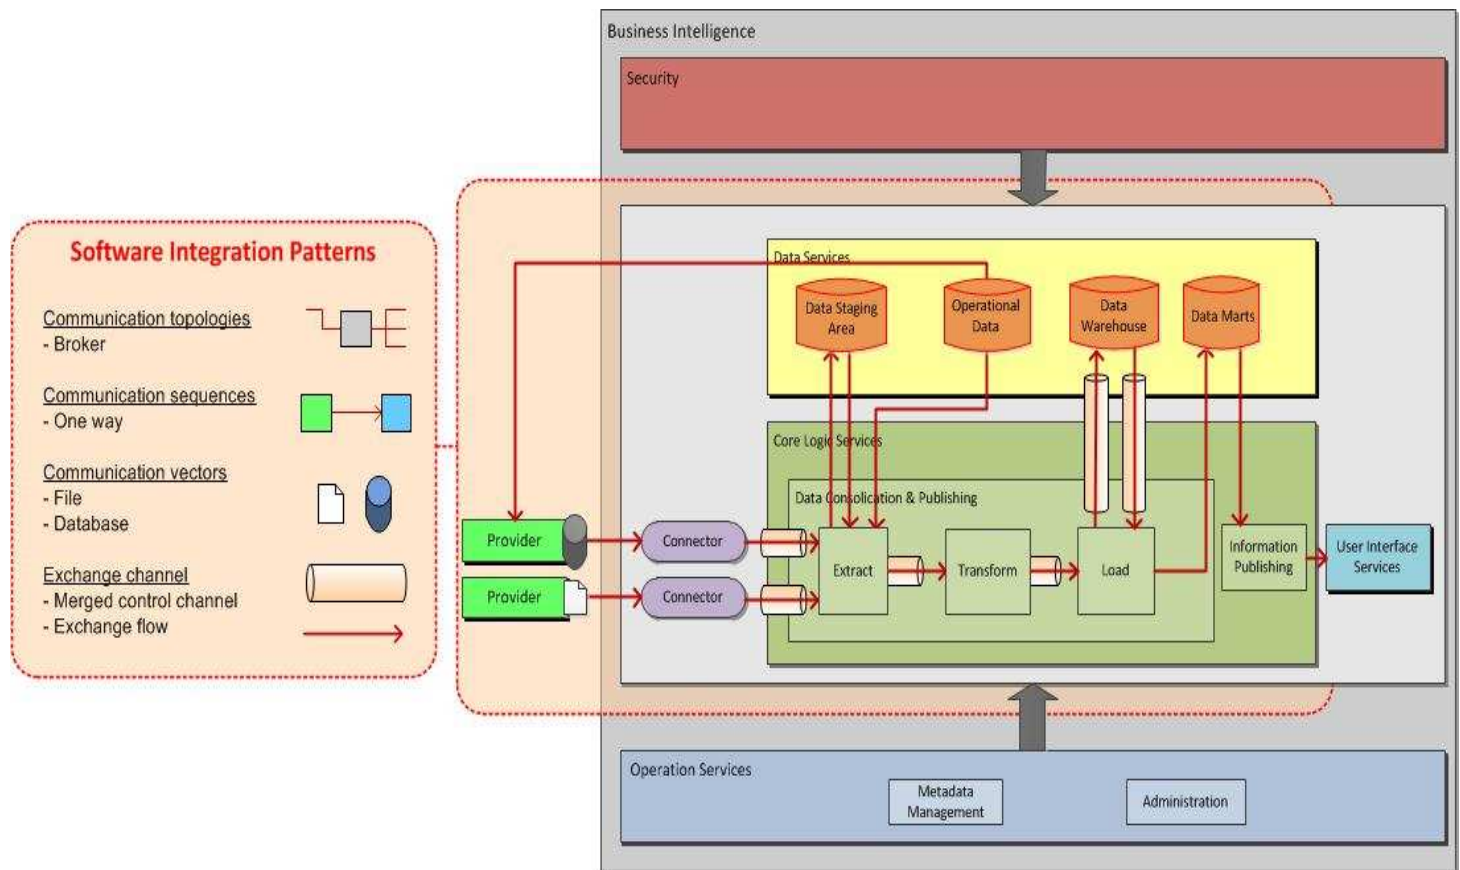 Business Intelligence
Security
Software Integration Patterns
Communication topologies
- Broker
Communication sequences
- One way
Communication vectors
- File
- Database
Exchange channel
- Merged control channel
- Exchange flow
Data Services
Data Staging
Area
Operational
Data
Data
Warehouse
Data Marts
Core Logic Services
Data Consolication & Publishing
Provider
Connector
Provider
Connector
Extract
Transform
Load
Information
Publishing
User Interface
Services
Operation Services
Metadata
Management
Administration